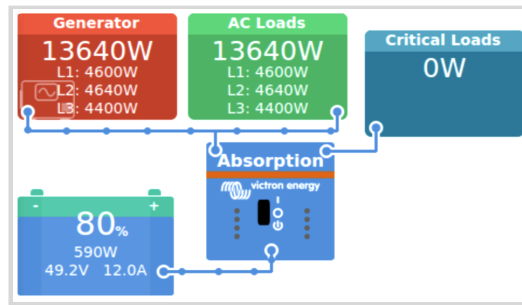 Generator
13640W
L1: 4600W
L2: 4640W
L3: 4400W
AC Loads
13640W
L1: 4600W
L2: 4640W
L3: 4400W
Critical Loads
0W
Absorption
victron energy
I
O
- +
80%
590W
49.2V 12.0A